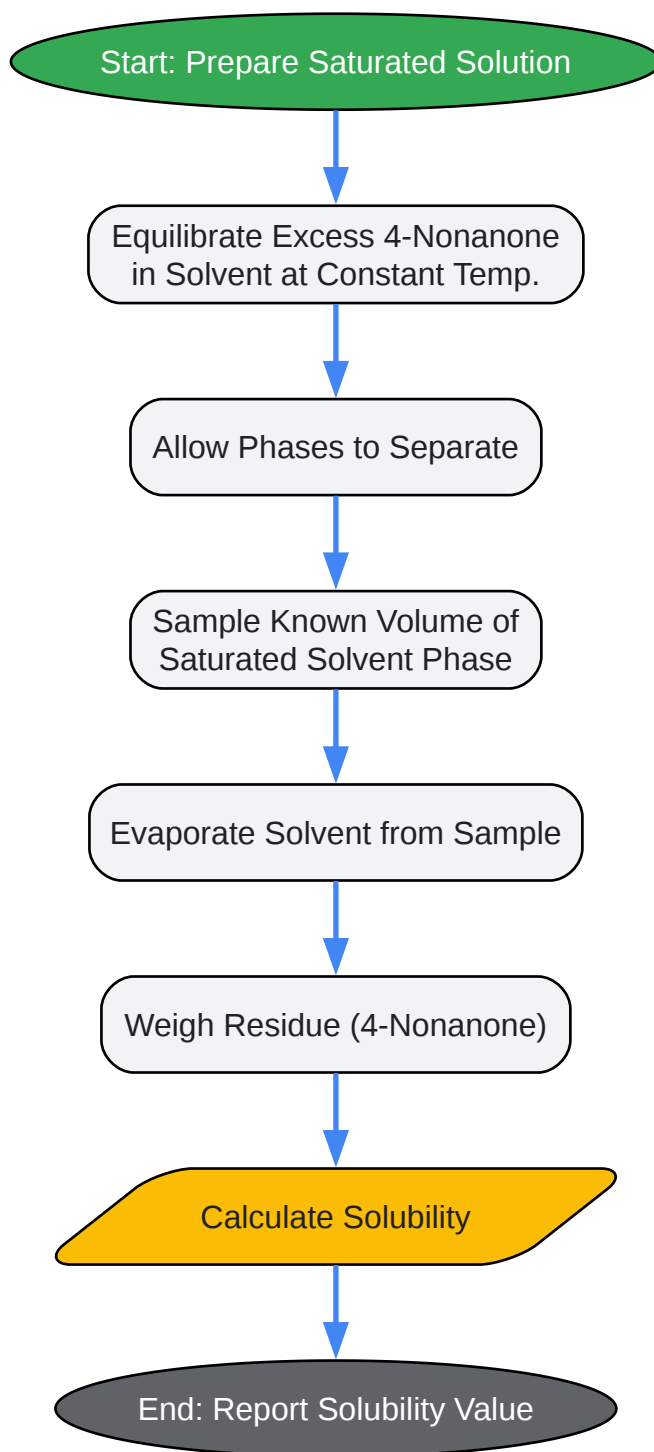 Start: Prepare Saturated Solution
Equilibrate Excess 4-Nonanone
in Solvent at Constant Temp.
Allow Phases to Separate
Sample Known Volume of
Saturated Solvent Phase
Evaporate Solvent from Sample
Weigh Residue (4-Nonanone)
Calculate Solubility
End: Report Solubility Value